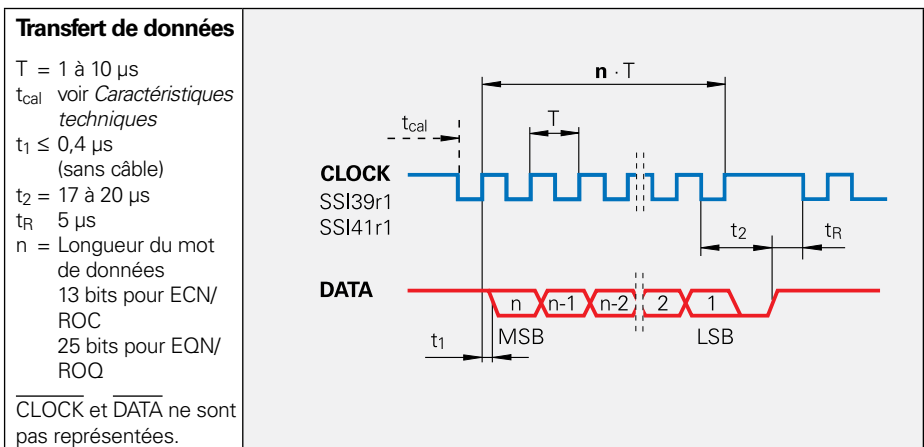 Transfert de données
T = 1 à 10 µs
tcal voir Caractéristiques
techniques
t1 ≤ 0,4 µs
(sans câble)
t2 = 17 à 20 µs
tR 5 µs
n = Longueur du mot
de données
13 bits pour ECN/
ROC
25 bits pour EQN/
ROQ
CLOCK et DATA ne sont
pas représentées.
n · T
T
tcal
CLOCK
SSI39r1
SSI41r1
t2
tR
DATA
n
n-1
n-2
2
1
t1
MSB
LSB